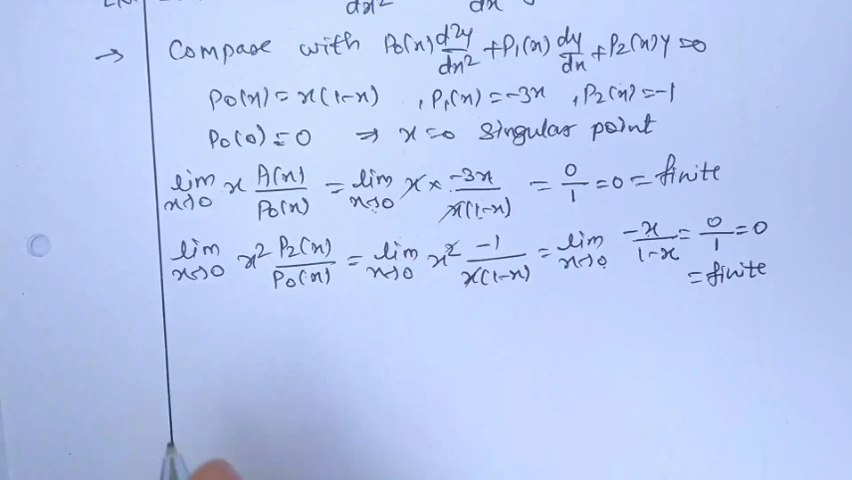 dx² dx
→ Compare with P0(x) d²y/dx² + P1(x) dy/dx + P2(x) y = 0
P0(x) = x(1-x) , P1(x) = -3x , P2(x) = -1
P0(0) = 0 ⇒ x=0 singular point
lim x→0 x P1(x)/P0(x) = lim x→0 x × -3x/x(1-x) = 0/1 = 0 = finite
lim x→0 x² P2(x)/P0(x) = lim x→0 x² -1/x(1-x) = lim x→0 -x/1-x = 0/1 = 0
= finite